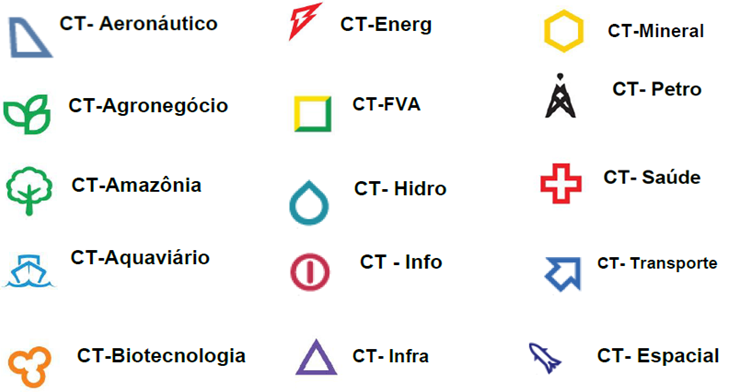 CT- Aeronáutico
CT-Energ
CT-Mineral
CT-Agronegócio
CT-FVA
CT- Petro
CT-Amazônia
CT- Hidro
CT- Saúde
CT-Aquaviário
CT - Info
CT- Transporte
CT-Biotecnologia
CT- Infra
CT- Espacial